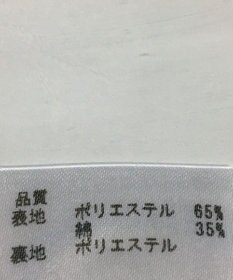 品質
表地 ポリエステル 65%
綿 35%
裏地 ポリエステル